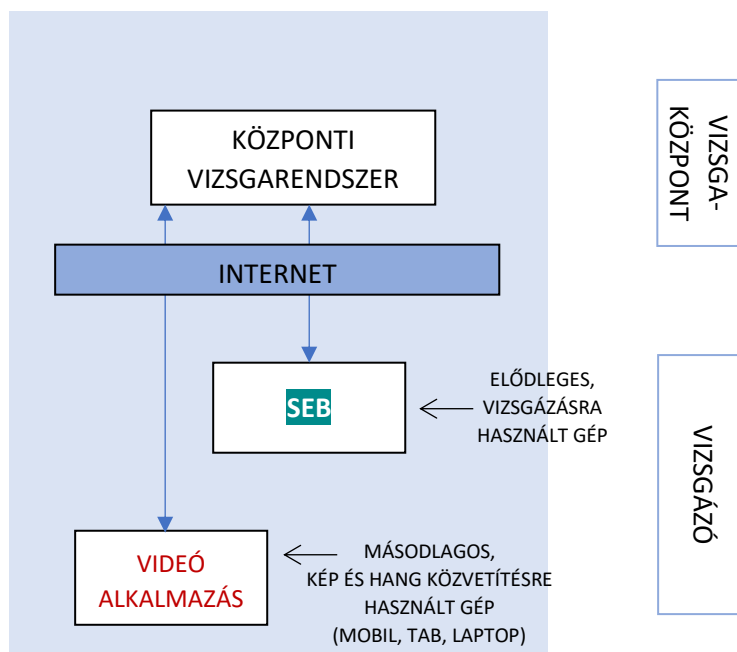 KÖZPONTI
VIZSGARENDSZER
VIZSGA-
KÖZPONT
INTERNET
SEB
ELŐDLEGES,
VIZSGÁZÁSRA
HASZNÁLT GÉP
VIZSGÁZÓ
VIDEÓ
ALKALMAZÁS
MÁSODLAGOS,
KÉP ÉS HANG KÖZVETÍTÉSRE
HASZNÁLT GÉP
(MOBIL, TAB, LAPTOP)